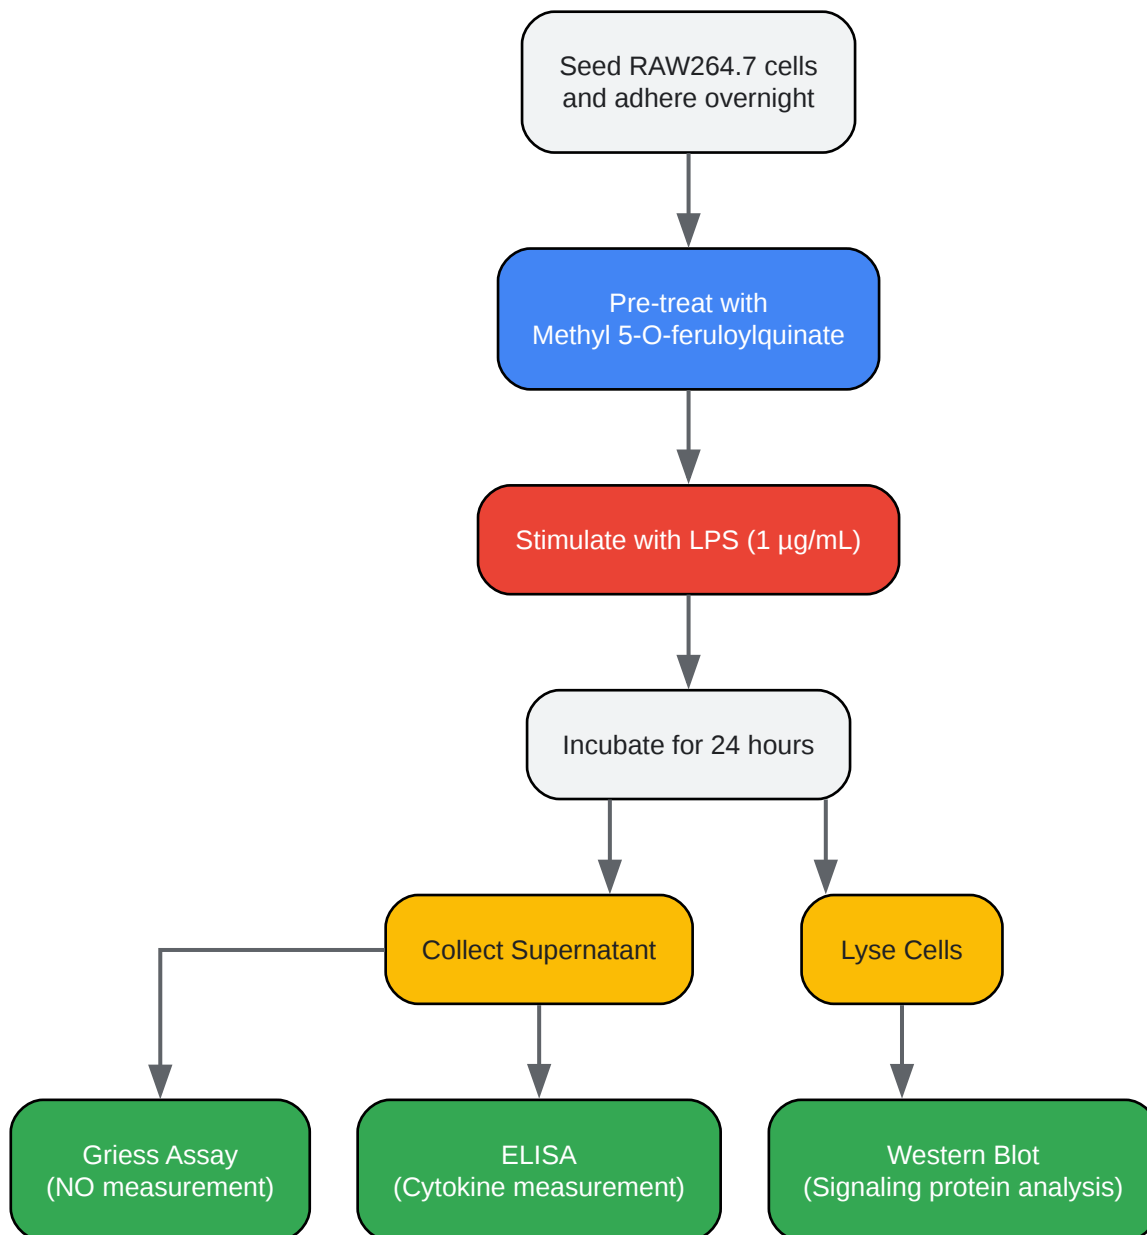 Seed RAW264.7 cells
and adhere overnight
Pre-treat with
Methyl 5-O-feruloylquinate
Stimulate with LPS (1 µg/mL)
Incubate for 24 hours
Collect Supernatant
Lyse Cells
Griess Assay
(NO measurement)
ELISA
(Cytokine measurement)
Western Blot
(Signaling protein analysis)